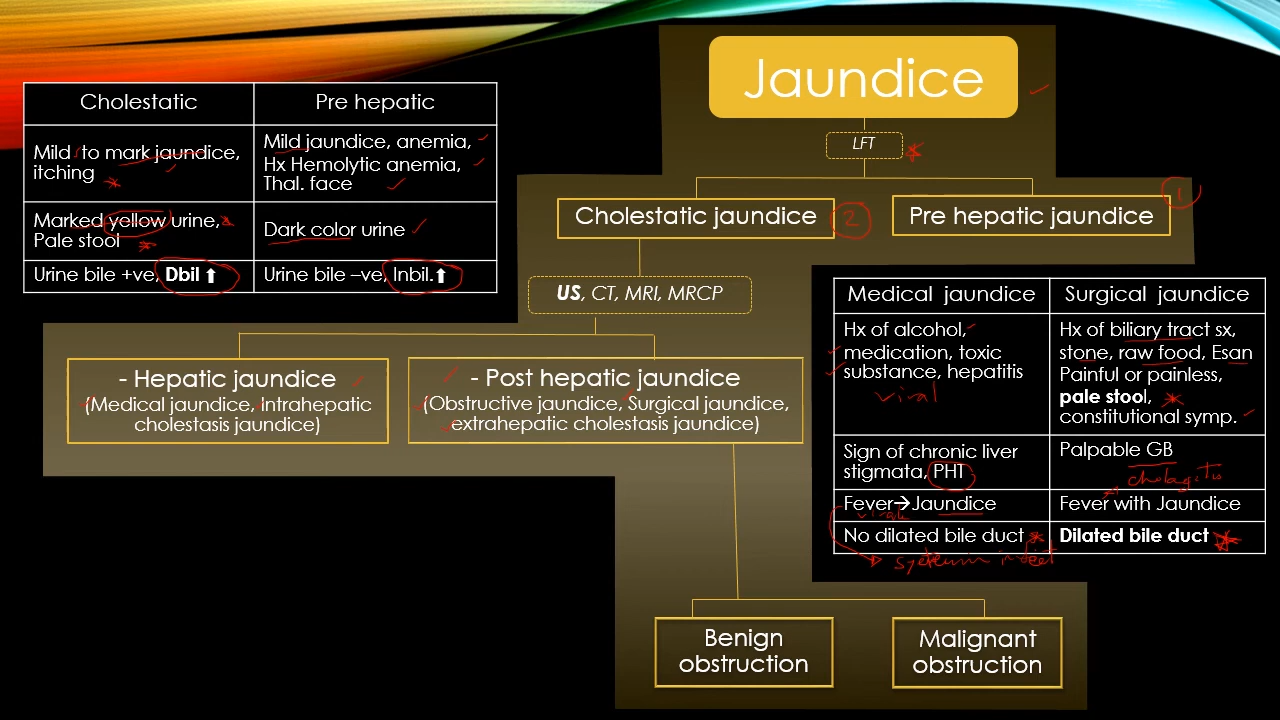 Jaundice
LFT
Cholestatic jaundice
2
Pre hepatic jaundice
1
US, CT, MRI, MRCP
- Hepatic jaundice
(Medical jaundice, intrahepatic
cholestasis jaundice)
- Post hepatic jaundice
(Obstructive jaundice, Surgical jaundice,
extrahepatic cholestasis jaundice)
Benign
obstruction
Malignant
obstruction
Cholestatic
Pre hepatic
Mild to mark jaundice,
itching
Mild jaundice, anemia,
Hx Hemolytic anemia,
Thal. face
Marked yellow urine,
Pale stool
Dark color urine
Urine bile +ve, Dbil ⬆
Urine bile –ve, Inbil.⬆
Medical jaundice
Surgical jaundice
Hx of alcohol,
medication, toxic
substance, hepatitis
viral
Hx of biliary tract sx,
stone, raw food, Esan
Painful or painless,
pale stool,
constitutional symp.
Sign of chronic liver
stigmata, PHT
Palpable GB
Fever→Jaundice
viral
Fever with Jaundice
No dilated bile duct
Dilated bile duct